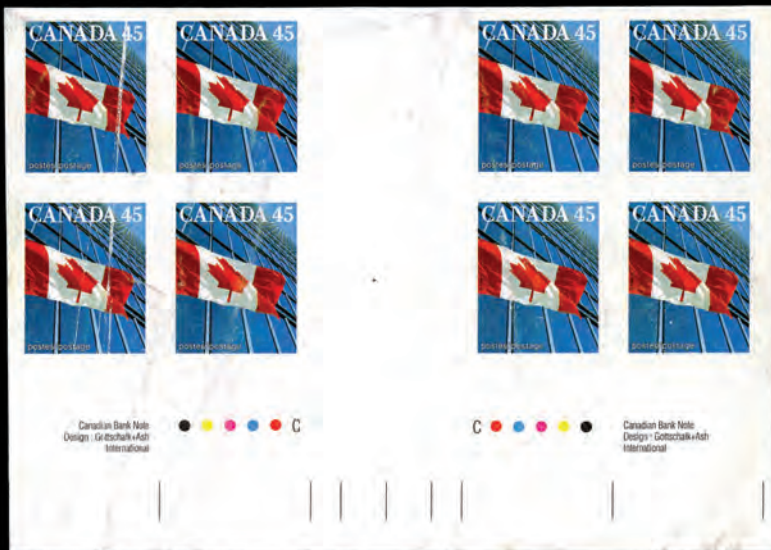 CANADA 45
CANADA 45
CANADA 45
CANADA 45
postes/postage
postes/postage
postes/postage
postes/postage
CANADA 45
CANADA 45
CANADA 45
CANADA 45
postes/postage
postes/postage
postes/postage
postes/postage
Canadian Bank Note
Design : Gottschalk+Ash
International
C
C
Canadian Bank Note
Design : Gottschalk+Ash
International